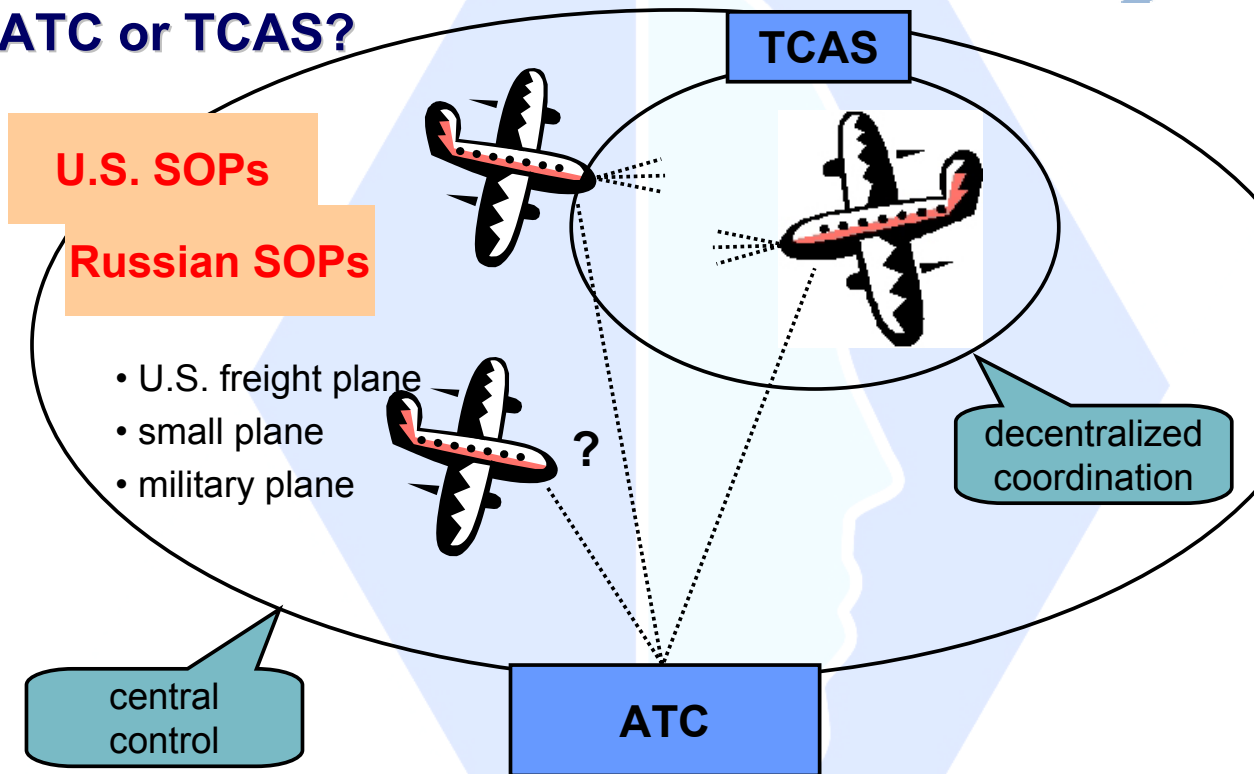 ATC or TCAS?
TCAS
U.S. SOPs
Russian SOPs
• U.S. freight plane
• small plane
• military plane
?
decentralized
coordination
central
control
ATC